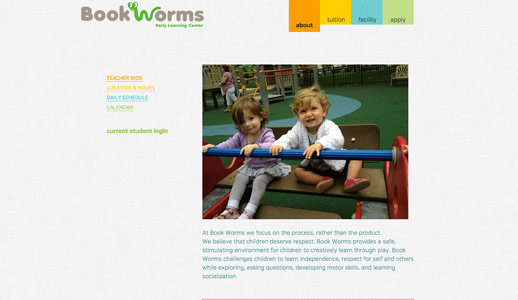 BookWorms
Early Learning Center
about
tuition
facility
apply
TEACHER BIOS
LOCATION & HOURS
DAILY SCHEDULE
CALENDAR
current student login
At Book Worms we focus on the process, rather than the product.
We believe that children deserve respect. Book Worms provides a safe,
stimulating environment for children to creatively learn through play. Book
Worms challenges children to learn independence, respect for self and others
while exploring, asking questions, developing motor skills, and learning
socialization.